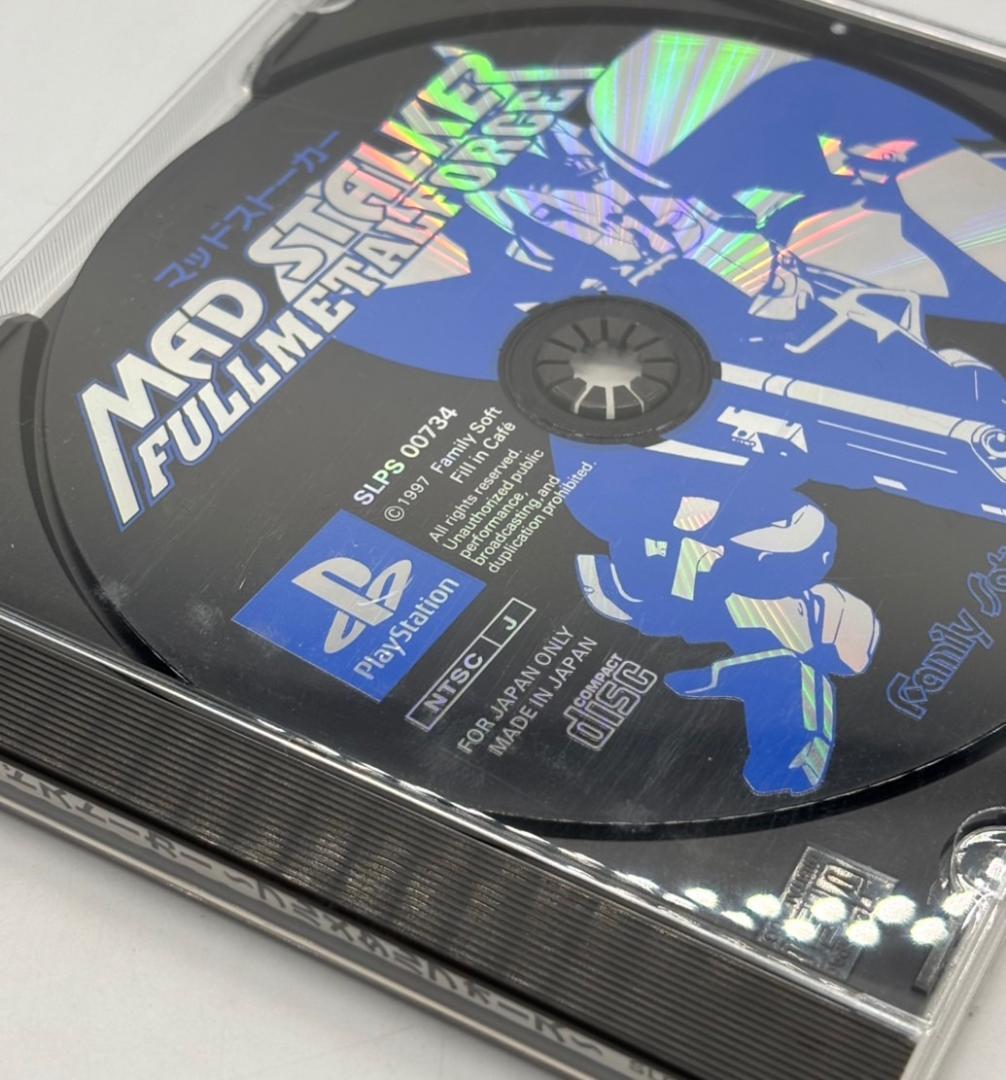 マッドストーカー
MAD STALKER
FULLMETALFORCE
SLPS 00734
©1997 Family Soft
Fill in Café
All rights reserved.
Unauthorized public
performance,
broadcasting,and
duplication prohibited.
PlayStation
NTSC J
FOR JAPAN ONLY
MADE IN JAPAN
COMPACT
disc
Family Soft